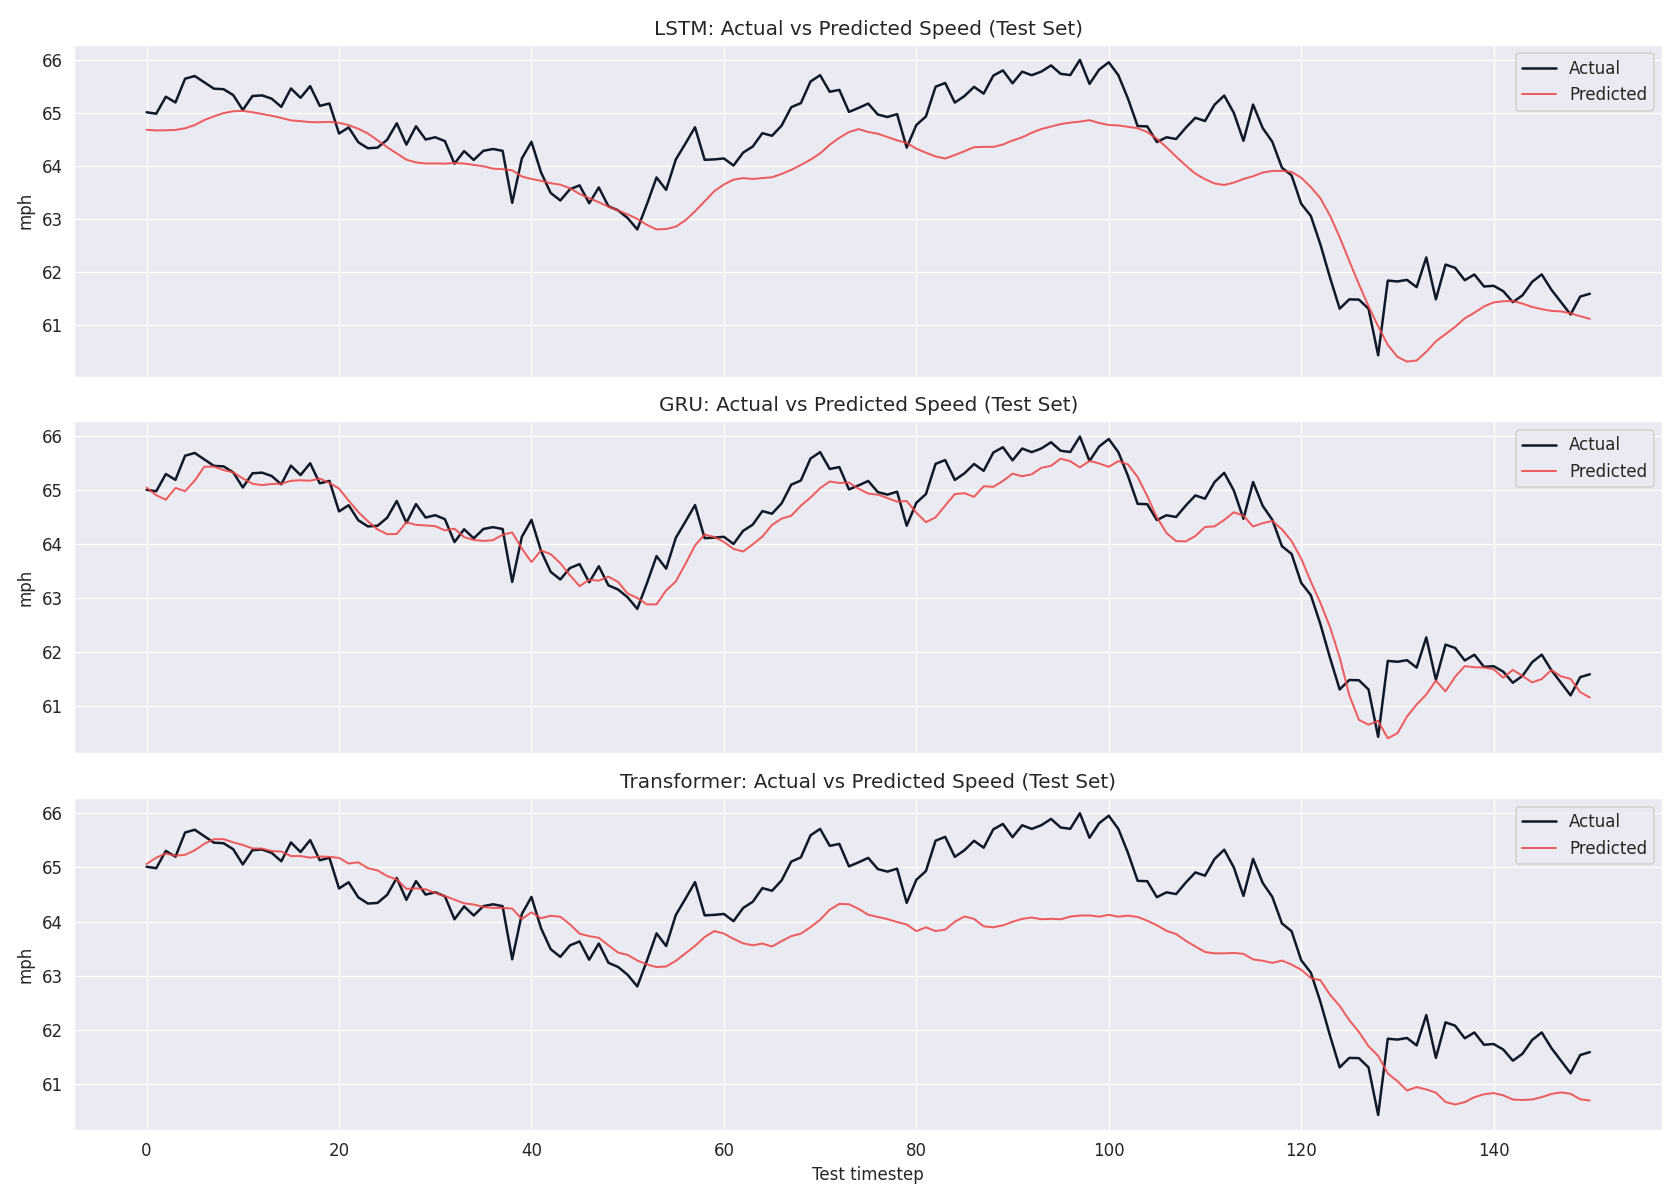 LSTM: Actual vs Predicted Speed (Test Set)
66
65
64
63
62
61
mph
Actual
Predicted
GRU: Actual vs Predicted Speed (Test Set)
66
65
64
63
62
61
mph
Actual
Predicted
Transformer: Actual vs Predicted Speed (Test Set)
66
65
64
63
62
61
mph
Actual
Predicted
0 20 40 60 80 100 120 140
Test timestep